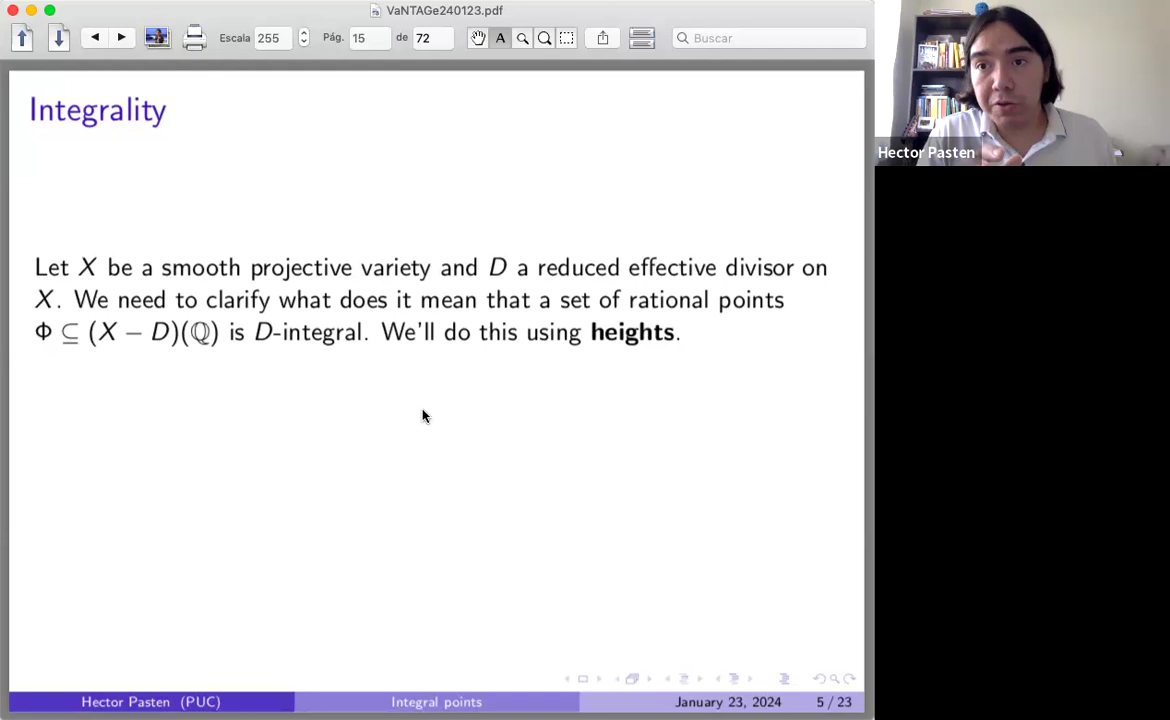 VaNTAGe240123.pdf
Escala 255 Pág. 15 de 72 A Buscar
Integrality
Let X be a smooth projective variety and D a reduced effective divisor on
X. We need to clarify what does it mean that a set of rational points
Φ ⊆ (X − D)(ℚ) is D-integral. We'll do this using heights.
Hector Pasten (PUC) Integral points January 23, 2024 5 / 23
Hector Pasten